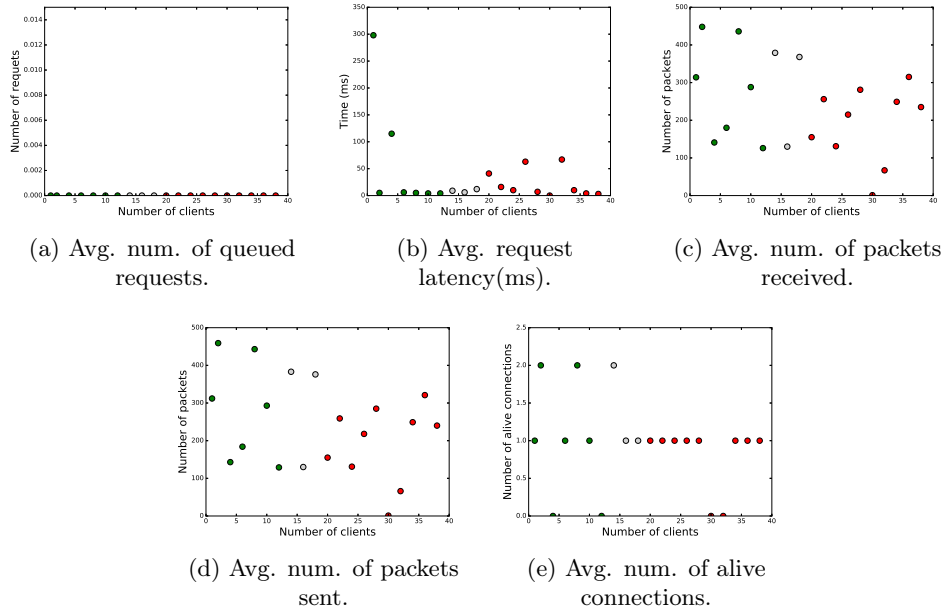 0.014
0.012
0.010
0.008
0.006
0.004
0.002
0.000
Number of requets
0 5 10 15 20 25 30 35 40
Number of clients
(a) Avg. num. of queued
requests.
350
300
250
200
150
100
50
0
Time (ms)
0 5 10 15 20 25 30 35 40
Number of clients
(b) Avg. request
latency(ms).
500
400
300
200
100
0
Number of packets
0 5 10 15 20 25 30 35 40
Number of clients
(c) Avg. num. of packets
received.
500
400
300
200
100
0
Number of packets
0 5 10 15 20 25 30 35 40
Number of clients
(d) Avg. num. of packets
sent.
2.5
2.0
1.5
1.0
0.5
0.0
Number of alive connections
0 5 10 15 20 25 30 35 40
Number of clients
(e) Avg. num. of alive
connections.